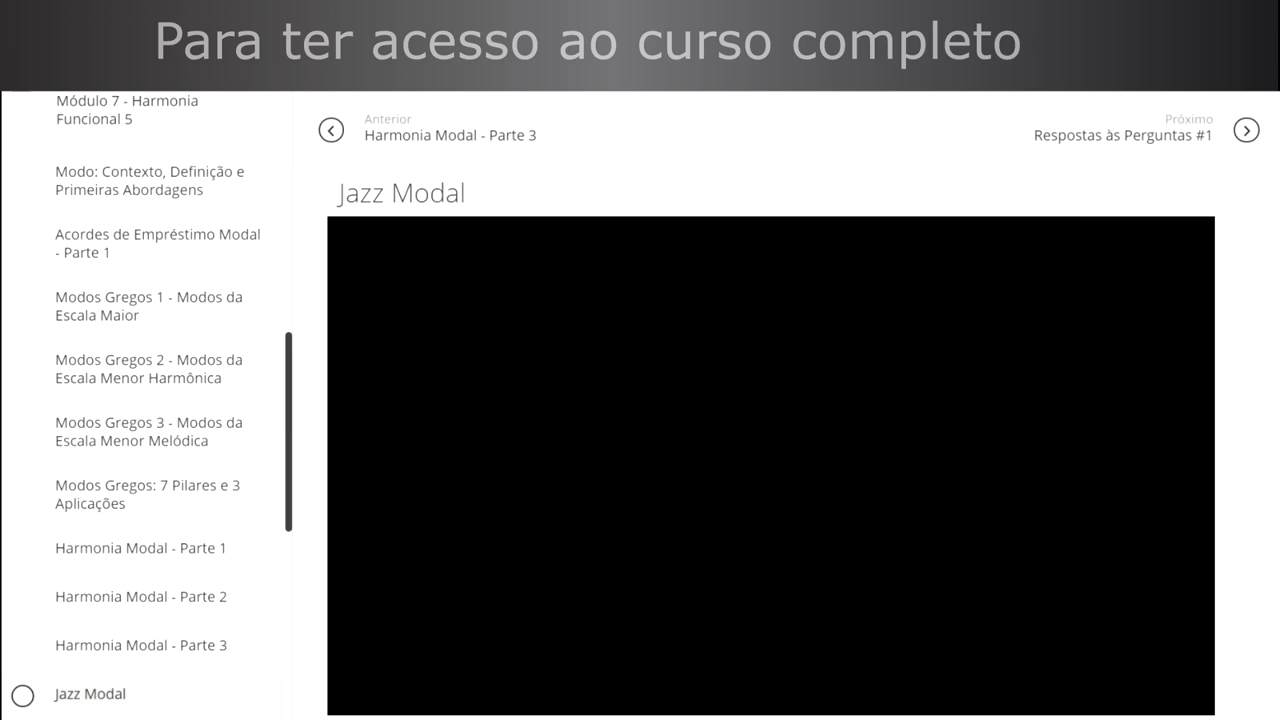 Para ter acesso ao curso completo
Módulo 7 - Harmonia
Funcional 5
Modo: Contexto, Definição e
Primeiras Abordagens
Acordes de Empréstimo Modal
- Parte 1
Modos Gregos 1 - Modos da
Escala Maior
Modos Gregos 2 - Modos da
Escala Menor Harmônica
Modos Gregos 3 - Modos da
Escala Menor Melódica
Modos Gregos: 7 Pilares e 3
Aplicações
Harmonia Modal - Parte 1
Harmonia Modal - Parte 2
Harmonia Modal - Parte 3
Jazz Modal
Anterior
Harmonia Modal - Parte 3
Próximo
Respostas às Perguntas #1
Jazz Modal